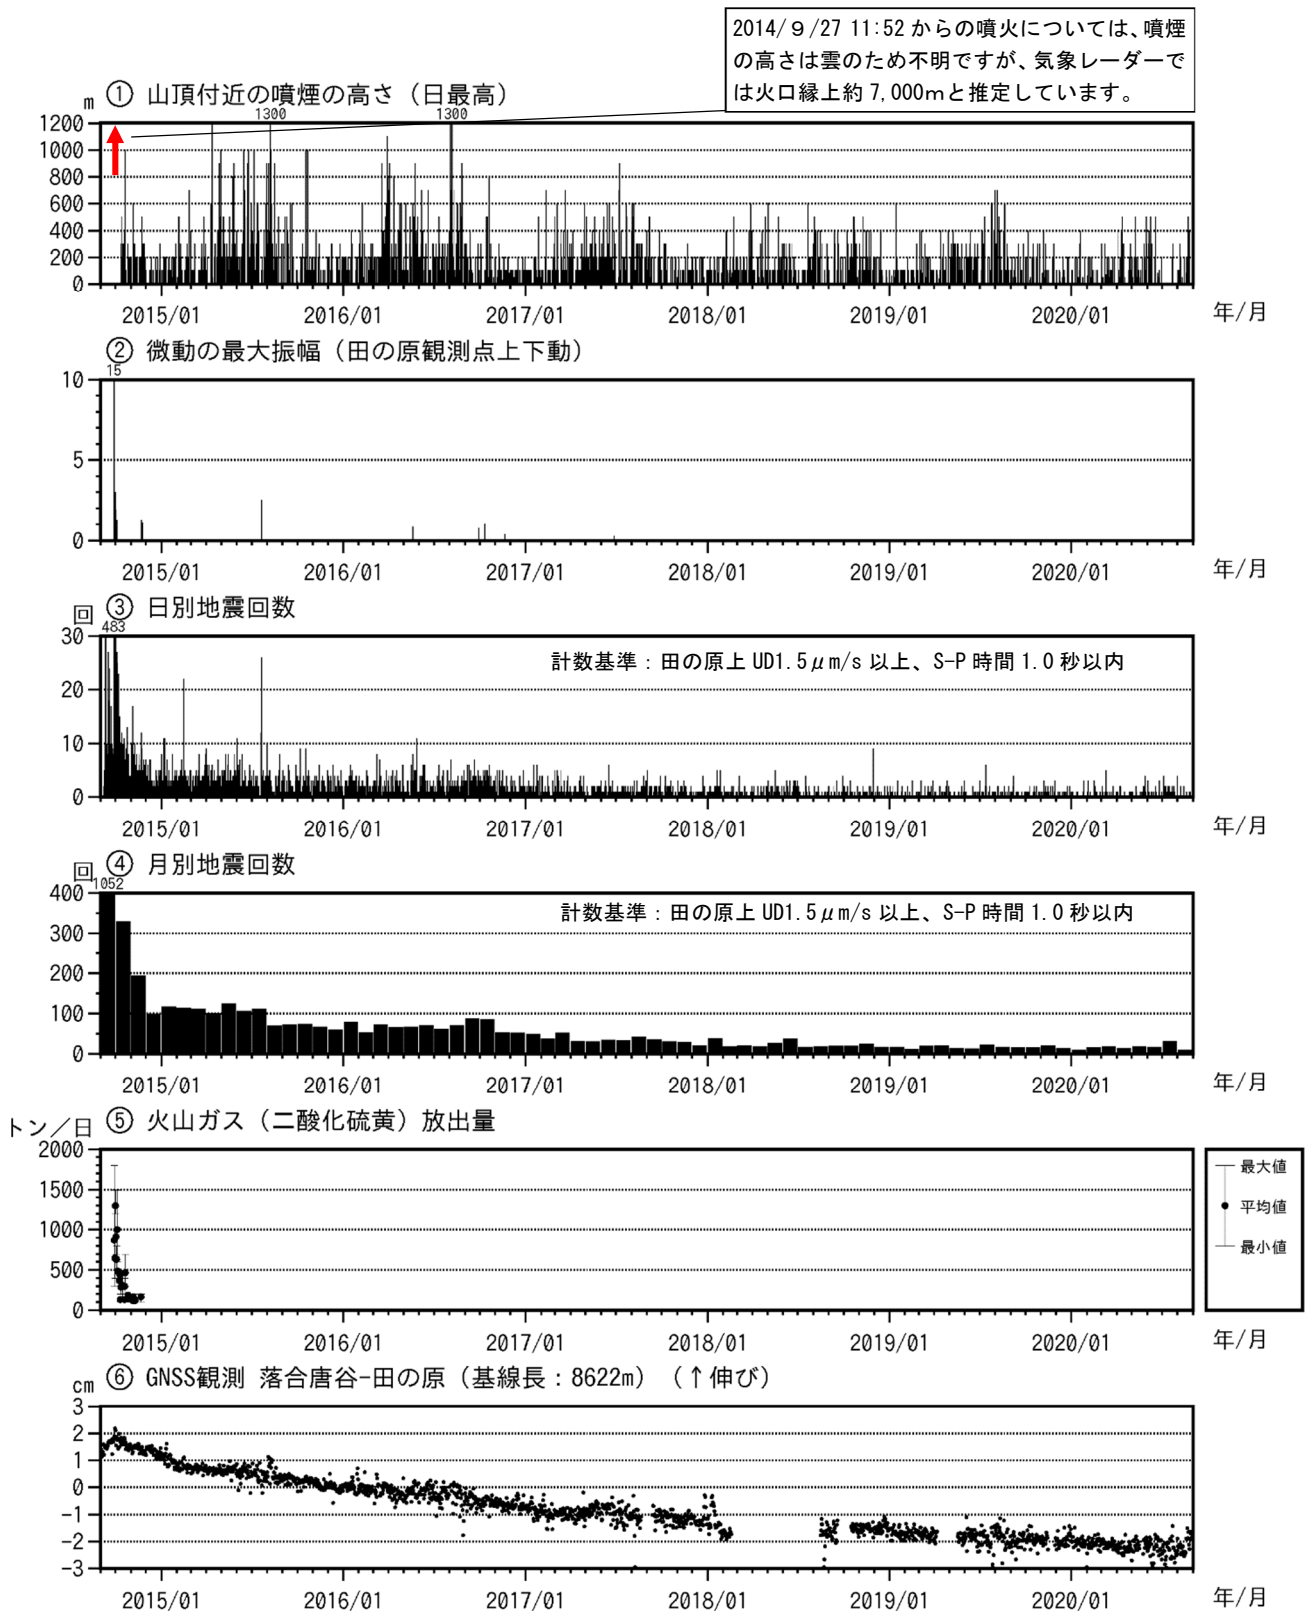 2014/９/27 11:52 からの噴火については、噴煙
の高さは雲のため不明ですが、気象レーダーで
は火口縁上約 7,000ｍと推定しています。
① 山頂付近の噴煙の高さ（日最高）
m
1300 1300
1200
1000
800
600
400
200
0
2015/01 2016/01 2017/01 2018/01 2019/01 2020/01 年/月
② 微動の最大振幅（田の原観測点上下動）
15
10
5
0
2015/01 2016/01 2017/01 2018/01 2019/01 2020/01 年/月
③ 日別地震回数
回
483
30
計数基準：田の原上 UD1.5μm/s 以上、S-P 時間 1.0 秒以内
20
10
0
2015/01 2016/01 2017/01 2018/01 2019/01 2020/01 年/月
④ 月別地震回数
回
1052
400
計数基準：田の原上 UD1.5μm/s 以上、S-P 時間 1.0 秒以内
300
200
100
0
2015/01 2016/01 2017/01 2018/01 2019/01 2020/01 年/月
⑤ 火山ガス（二酸化硫黄）放出量
トン／日
2000
1500
1000
500
0
最大値
平均値
最小値
2015/01 2016/01 2017/01 2018/01 2019/01 2020/01 年/月
⑥ GNSS観測 落合唐谷-田の原（基線長：8622m）（↑伸び）
cm
3
2
1
0
-1
-2
-3
2015/01 2016/01 2017/01 2018/01 2019/01 2020/01 年/月